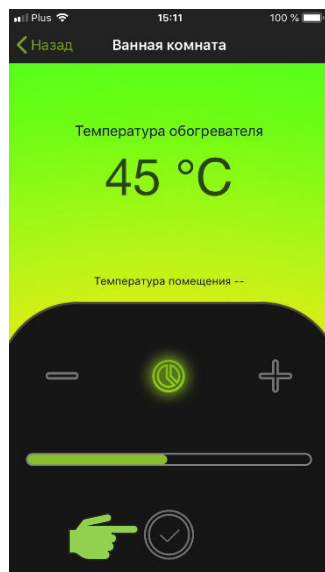 Plus 15:11 100 %
Назад Ванная комната
Температура обогревателя
45 °C
Температура помещения --